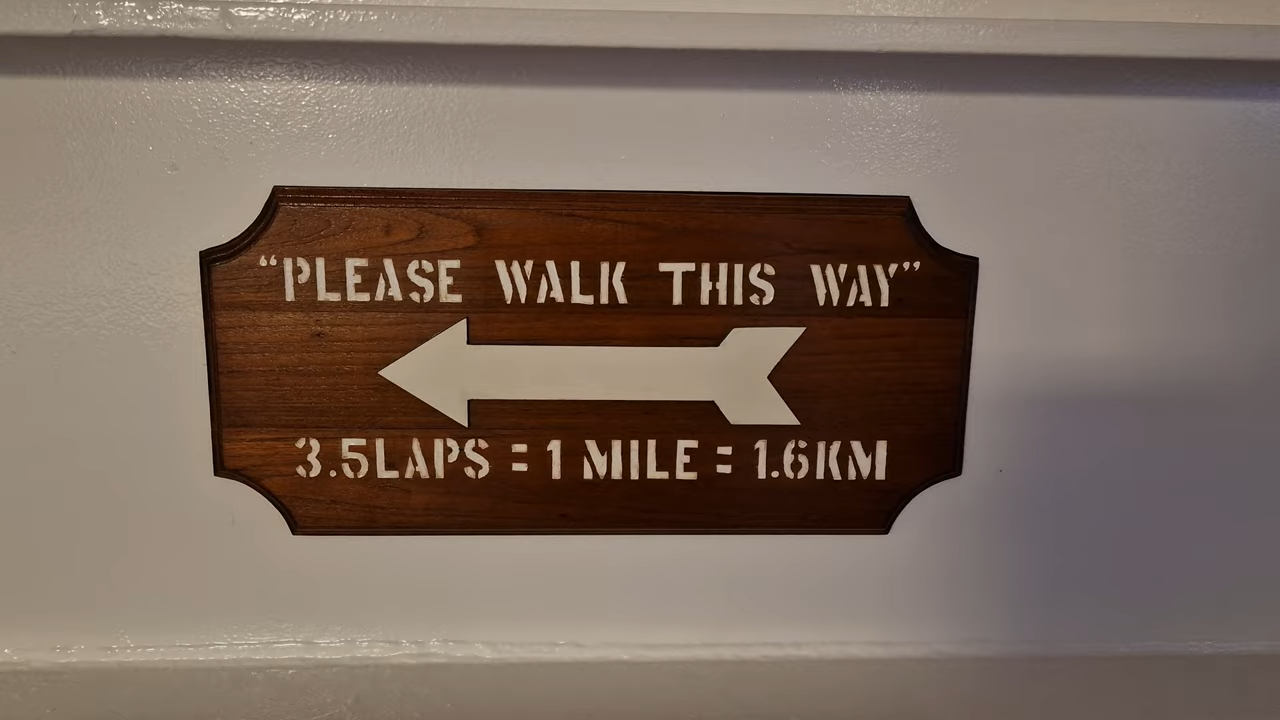 “PLEASE WALK THIS WAY”
3.5LAPS = 1 MILE = 1.6KM